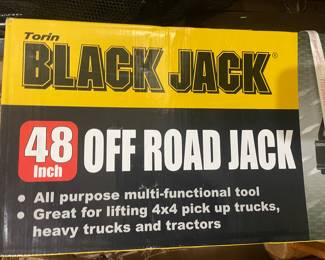 Torin
BLACK JACK®
48 OFF ROAD JACK
Inch
• All purpose multi-functional tool
• Great for lifting 4x4 pick up trucks,
heavy trucks and tractors